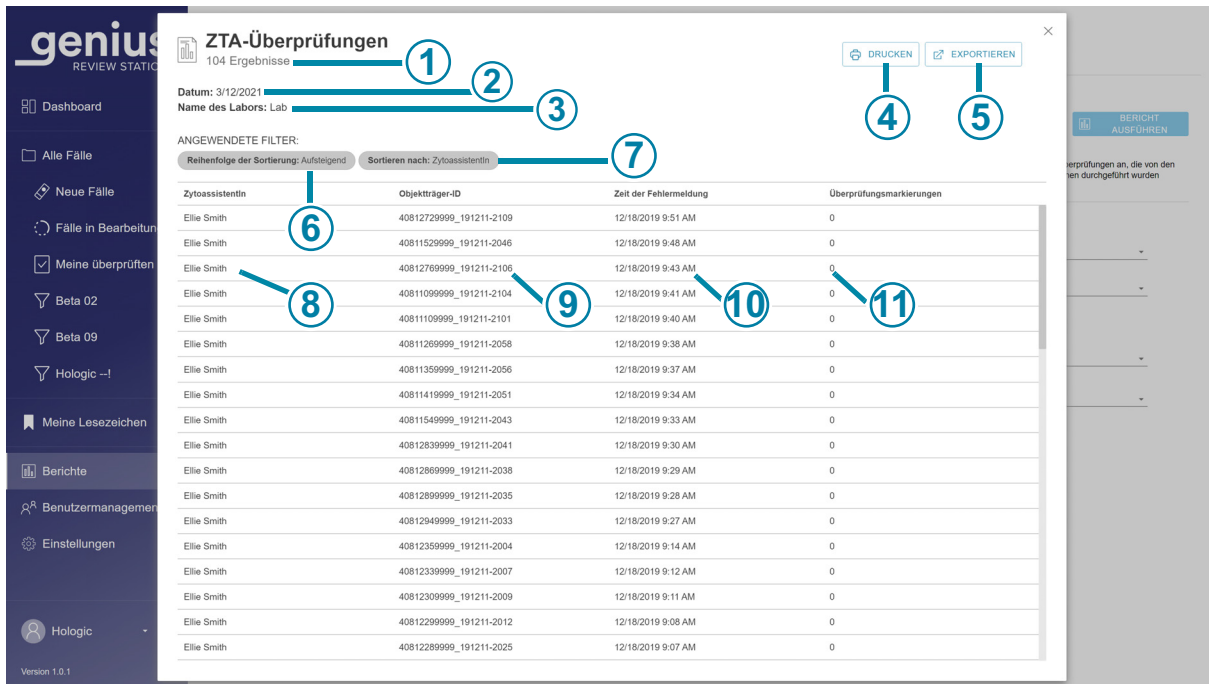 genius
REVIEW STATIO
Dashboard
Alle Fälle
Neue Fälle
Fälle in Bearbeitun
Meine überprüften
Beta 02
Beta 09
Hologic --!
Meine Lesezeichen
Berichte
Benutzermanagemen
Einstellungen
Hologic
Version 1.0.1
ZTA-Überprüfungen
104 Ergebnisse
1
Datum: 3/12/2021
2
Name des Labors: Lab
3
DRUCKEN
EXPORTIEREN
4
5
ANGEWENDETE FILTER:
Reihenfolge der Sortierung: Aufsteigend
Sortieren nach: ZytoassistentIn
7
6
ZytoassistentIn Objektträger-ID Zeit der Fehlermeldung Überprüfungsmarkierungen
Ellie Smith 40812729999_191211-2109 12/18/2019 9:51 AM 0
Ellie Smith 40811529999_191211-2046 12/18/2019 9:48 AM 0
Ellie Smith 40812769999_191211-2106 12/18/2019 9:43 AM 0
8 9 10 11
Ellie Smith 40811099999_191211-2104 12/18/2019 9:41 AM 0
Ellie Smith 40811109999_191211-2101 12/18/2019 9:40 AM 0
Ellie Smith 40811269999_191211-2058 12/18/2019 9:38 AM 0
Ellie Smith 40811359999_191211-2056 12/18/2019 9:37 AM 0
Ellie Smith 40811419999_191211-2051 12/18/2019 9:34 AM 0
Ellie Smith 40811549999_191211-2043 12/18/2019 9:33 AM 0
Ellie Smith 40812839999_191211-2041 12/18/2019 9:30 AM 0
Ellie Smith 40812869999_191211-2038 12/18/2019 9:29 AM 0
Ellie Smith 40812899999_191211-2035 12/18/2019 9:28 AM 0
Ellie Smith 40812949999_191211-2033 12/18/2019 9:27 AM 0
Ellie Smith 40812359999_191211-2004 12/18/2019 9:14 AM 0
Ellie Smith 40812339999_191211-2007 12/18/2019 9:12 AM 0
Ellie Smith 40812309999_191211-2009 12/18/2019 9:11 AM 0
Ellie Smith 40812299999_191211-2012 12/18/2019 9:08 AM 0
Ellie Smith 40812289999_191211-2025 12/18/2019 9:07 AM 0
BERICHT
AUSFÜHREN
erprüfungen an, die von den
nen durchgeführt wurden